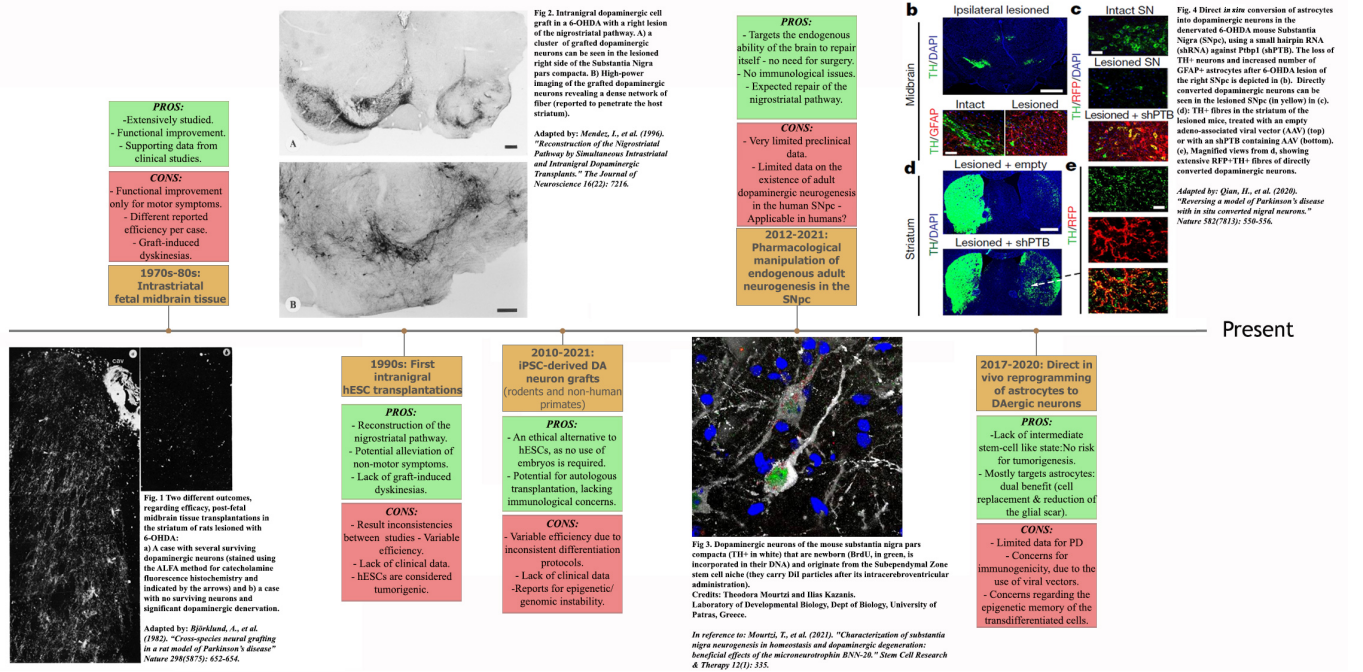 PROS:
-Extensively studied.
- Functional improvement.
- Supporting data from
clinical studies.
CONS:
- Functional improvement
only for motor symptoms.
- Different reported
efficiency per case.
- Graft-induced
dyskinesias.
1970s-80s:
Intrastriatal
fetal midbrain tissue
A
B
Fig 2. Intranigral dopaminergic cell
graft in a 6-OHDA with a right lesion
of the nigrostriatal pathway. A) a
cluster of grafted dopaminergic
neurons can be seen in the lesioned
right side of the Substantia Nigra
pars compacta. B) High-power
imaging of the grafted dopaminergic
neurons revealing a dense network of
fiber (reported to penetrate the host
striatum).
Adapted by: Mendez, I., et al. (1996).
"Reconstruction of the Nigrostriatal
Pathway by Simultaneous Intrastriatal
and Intranigral Dopaminergic
Transplants." The Journal of
Neuroscience 16(22): 7216.
PROS:
- Targets the endogenous
ability of the brain to repair
itself - no need for surgery.
- No immunological issues.
- Expected repair of the
nigrostriatal pathway.
CONS:
- Very limited preclinical
data.
- Limited data on the
existence of adult
dopaminergic neurogenesis
in the human SNpc -
Applicable in humans?
2012-2021:
Pharmacological
manipulation of
endogenous adult
neurogenesis in the
SNpc
b
Ipsilateral lesioned
Midbrain
TH/DAPI
Intact
Lesioned
TH/GFAP
c
Intact SN
Lesioned SN
Lesioned + shPTB
TH/RFP/DAPI
d
Lesioned + empty
Striatum
TH/DAPI
Lesioned + shPTB
e
TH/RFP
Fig. 4 Direct in situ conversion of astrocytes
into dopaminergic neurons in the
denervated 6-OHDA mouse Substantia
Nigra (SNpc), using a small hairpin RNA
(shRNA) against Ptbp1 (shPTB). The loss of
TH+ neurons and increased number of
GFAP+ astrocytes after 6-OHDA lesion of
the right SNpc is depicted in (b).  Directly
converted dopaminergic neurons can be
seen in the lesioned SNpc (in yellow) in (c).
(d): TH+ fibres in the striatum of the
lesioned mice, treated with an empty
adeno-associated viral vector (AAV) (top)
or with an shPTB containing AAV (bottom).
(e), Magnified views from d, showing
extensive RFP+TH+ fibres of directly
converted dopaminergic neurons.
Adapted by: Qian, H., et al. (2020).
"Reversing a model of Parkinson's disease
with in situ converted nigral neurons."
Nature 582(7813): 550-556.
Present
cav
a
b
Fig. 1 Two different outcomes,
regarding efficacy, post-fetal
midbrain tissue transplantations in
the striatum of rats lesioned with
6-OHDA:
a) A case with several surviving
dopaminergic neurons (stained using
the ALFA method for catecholamine
fluorescence histochemistry and
indicated by the arrows) and b) a case
with no surviving neurons and
significant dopaminergic denervation.
Adapted by: Björklund, A., et al.
(1982). "Cross-species neural grafting
in a rat model of Parkinson's disease"
Nature 298(5875): 652-654.
1990s: First
intranigral
hESC transplantations
PROS:
- Reconstruction of the
nigrostriatal pathway.
- Potential alleviation of
non-motor symptoms.
- Lack of graft-induced
dyskinesias.
CONS:
- Result inconsistencies
between studies - Variable
efficiency.
- Lack of clinical data.
- hESCs are considered
tumorigenic.
2010-2021:
iPSC-derived DA
neuron grafts
(rodents and non-human
primates)
PROS:
- An ethical alternative to
hESCs, as no use of
embryos is required.
- Potential for autologous
transplantation, lacking
immunological concerns.
CONS:
- Variable efficiency due to
inconsistent differentiation
protocols.
- Lack of clinical data
-Reports for epigenetic/
genomic instability.
Fig 3. Dopaminergic neurons of the mouse substantia nigra pars
compacta (TH+ in white) that are newborn (BrdU, in green, is
incorporated in their DNA) and originate from the Subependymal Zone
stem cell niche (they carry DiI particles after its intracerebroventricular
administration).
Credits: Theodora Mourtzi and Ilias Kazanis.
Laboratory of Developmental Biology, Dept of Biology, University of
Patras, Greece.
In reference to: Mourtzi, T., et al. (2021). "Characterization of substantia
nigra neurogenesis in homeostasis and dopaminergic degeneration:
beneficial effects of the microneurotrophin BNN-20." Stem Cell Research
& Therapy 12(1): 335.
2017-2020: Direct in
vivo reprogramming
of astrocytes to
DAergic neurons
PROS:
-Lack of intermediate
stem-cell like state:No risk
for tumorigenesis.
- Mostly targets astrocytes:
dual benefit (cell
replacement & reduction of
the glial scar).
CONS:
- Limited data for PD
- Concerns for
immunogenicity, due to the
use of viral vectors.
- Concerns regarding the
epigenetic memory of the
transdifferentiated cells.